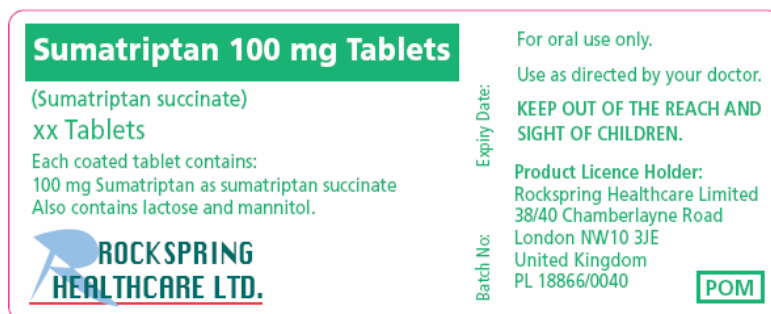 Sumatriptan 100 mg Tablets
(Sumatriptan succinate)
xx Tablets
Each coated tablet contains:
100 mg Sumatriptan as sumatriptan succinate
Also contains lactose and mannitol.
ROCKSPRING
HEALTHCARE LTD.
Expiry Date:
Batch No:
For oral use only.
Use as directed by your doctor.
KEEP OUT OF THE REACH AND
SIGHT OF CHILDREN.
Product Licence Holder:
Rockspring Healthcare Limited
38/40 Chamberlayne Road
London NW10 3JE
United Kingdom
PL 18866/0040
POM